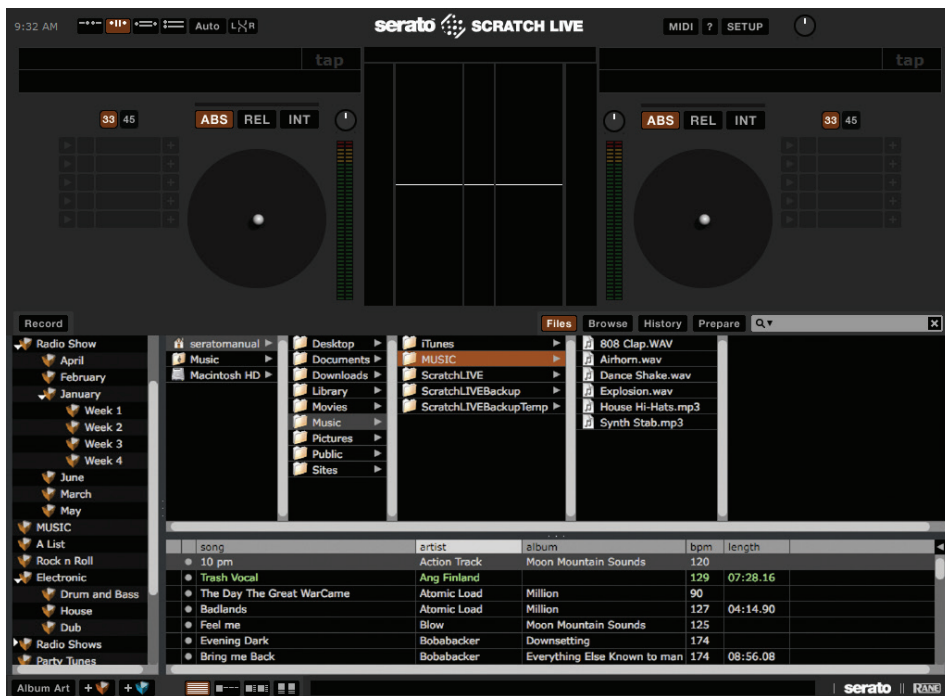 9:32 AM Auto L X R serato SCRATCH LIVE MIDI ? SETUP
tap tap
33 45 ABS REL INT ABS REL INT 33 45
Record Files Browse History Prepare
Radio Show
April
February
January
Week 1
Week 2
Week 3
Week 4
June
March
May
MUSIC
A List
Rock n Roll
Electronic
Drum and Bass
House
Dub
Radio Shows
Party Tunes
seratomanual
Music
Macintosh HD
Desktop
Documents
Downloads
Library
Movies
Music
Pictures
Public
Sites
iTunes
MUSIC
ScratchLIVE
ScratchLIVEBackup
ScratchLIVEBackupTemp
808 Clap.WAV
Airhorn.wav
Dance Shake.wav
Explosion.wav
House Hi-Hats.mp3
Synth Stab.mp3
song artist album bpm length
10 pm Action Track Moon Mountain Sounds 120
Trash Vocal Ang Finland 129 07:28.16
The Day The Great WarCame Atomic Load Million 90
Badlands Atomic Load Million 127 04:14.90
Feel me Blow Moon Mountain Sounds 125
Evening Dark Bobabacker Downsetting 174
Bring me Back Bobabacker Everything Else Known to man 174 08:56.08
Album Art serato RANE